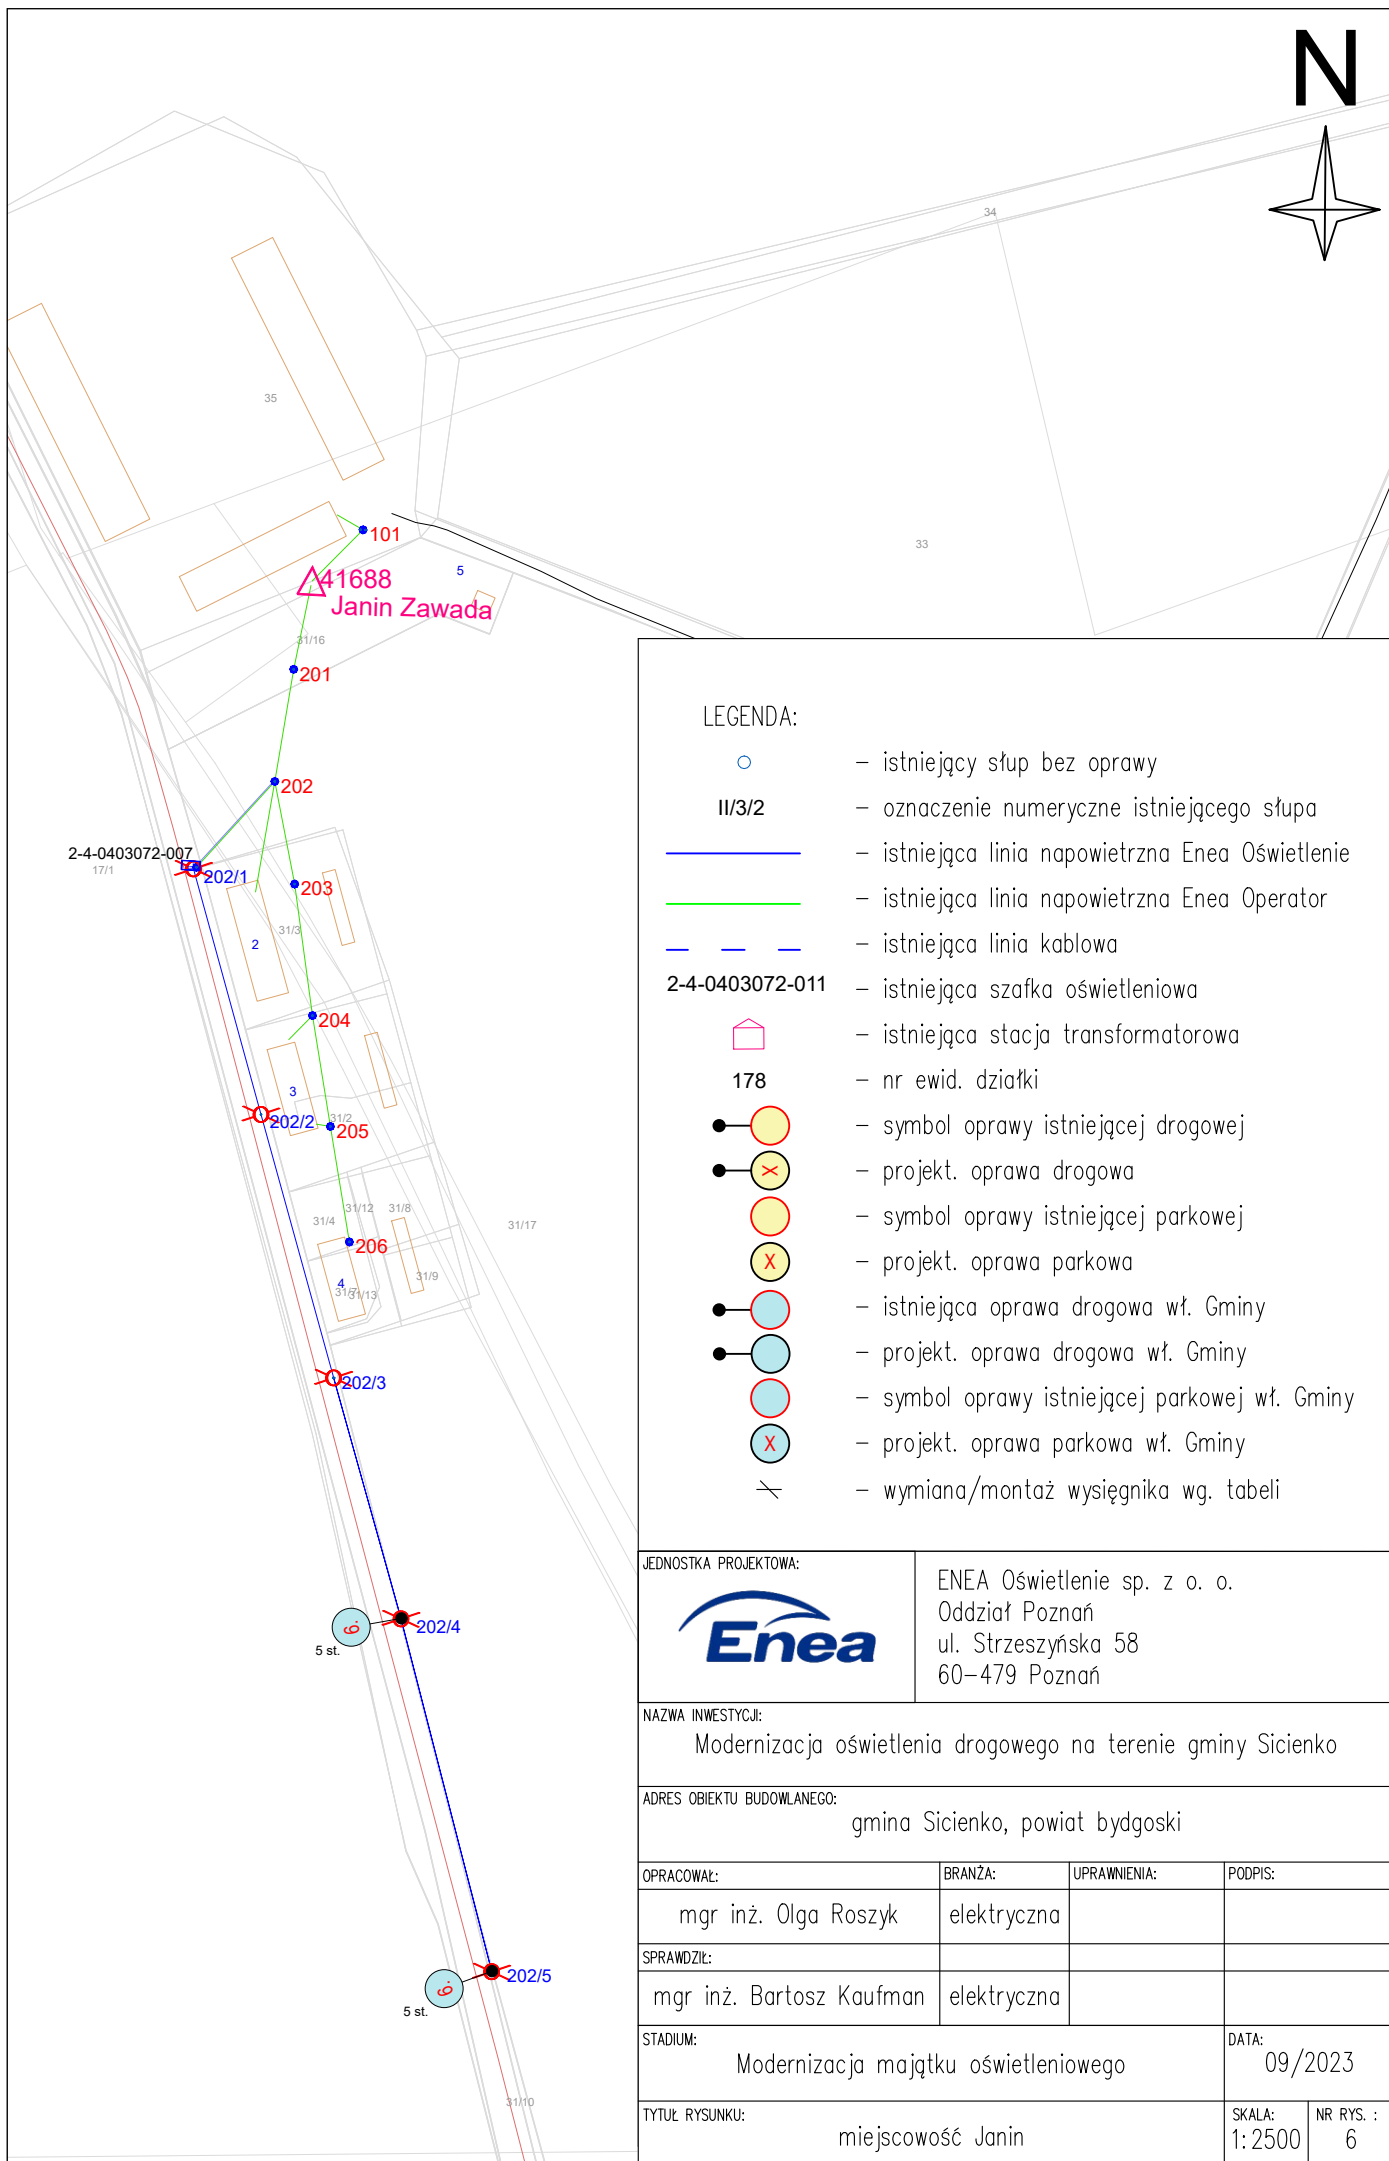 N
34
35
33
101
5
41688
Janin Zawada
31/16
201
202
2-4-0403072-007
17/1
202/1
203
31/3
2
204
3
31/2
202/2
205
31/12
31/8
31/4
31/17
206
31/9
4
31/7
31/13
202/3
6.
202/4
5 st.
202/5
6.
5 st.
31/10
LEGENDA:
– istniejący słup bez oprawy
II/3/2 – oznaczenie numeryczne istniejącego słupa
– istniejąca linia napowietrzna Enea Oświetlenie
– istniejąca linia napowietrzna Enea Operator
– istniejąca linia kablowa
2-4-0403072-011 – istniejąca szafka oświetleniowa
– istniejąca stacja transformatorowa
178 – nr ewid. działki
– symbol oprawy istniejącej drogowej
X – projekt. oprawa drogowa
– symbol oprawy istniejącej parkowej
X – projekt. oprawa parkowa
– istniejąca oprawa drogowa wł. Gminy
– projekt. oprawa drogowa wł. Gminy
– symbol oprawy istniejącej parkowej wł. Gminy
X – projekt. oprawa parkowa wł. Gminy
– wymiana/montaż wysięgnika wg. tabeli
JEDNOSTKA PROJEKTOWA:
Enea
ENEA Oświetlenie sp. z o. o.
Oddział Poznań
ul. Strzeszyńska 58
60–479 Poznań
NAZWA INWESTYCJI:
Modernizacja oświetlenia drogowego na terenie gminy Sicienko
ADRES OBIEKTU BUDOWLANEGO:
gmina Sicienko, powiat bydgoski
OPRACOWAŁ: BRANŻA: UPRAWNIENIA: PODPIS:
mgr inż. Olga Roszyk elektryczna
SPRAWDZIŁ:
mgr inż. Bartosz Kaufman elektryczna
STADIUM: DATA:
Modernizacja majątku oświetleniowego 09/2023
TYTUŁ RYSUNKU: SKALA: NR RYS. :
miejscowość Janin 1:2500 6